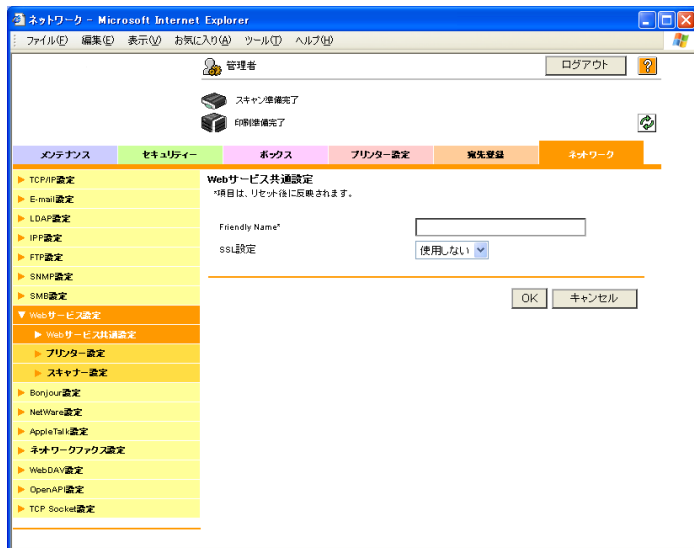 ネットワーク - Microsoft Internet Explorer
ファイル(F) 編集(E) 表示(V) お気に入り(A) ツール(T) ヘルプ(H)
管理者
ログアウト
?
スキャン準備完了
印刷準備完了
メンテナンス セキュリティー ボックス プリンター設定 宛先登録 ネットワーク
TCP/IP設定
E-mail設定
LDAP設定
IPP設定
FTP設定
SNMP設定
SMB設定
Webサービス設定
Webサービス共通設定
プリンター設定
スキャナー設定
Bonjour設定
NetWare設定
AppleTalk設定
ネットワークファクス設定
WebDAV設定
OpenAPI設定
TCP Socket設定
Webサービス共通設定
*項目は、リセット後に反映されます。
Friendly Name*
SSL設定 使用しない
OK キャンセル